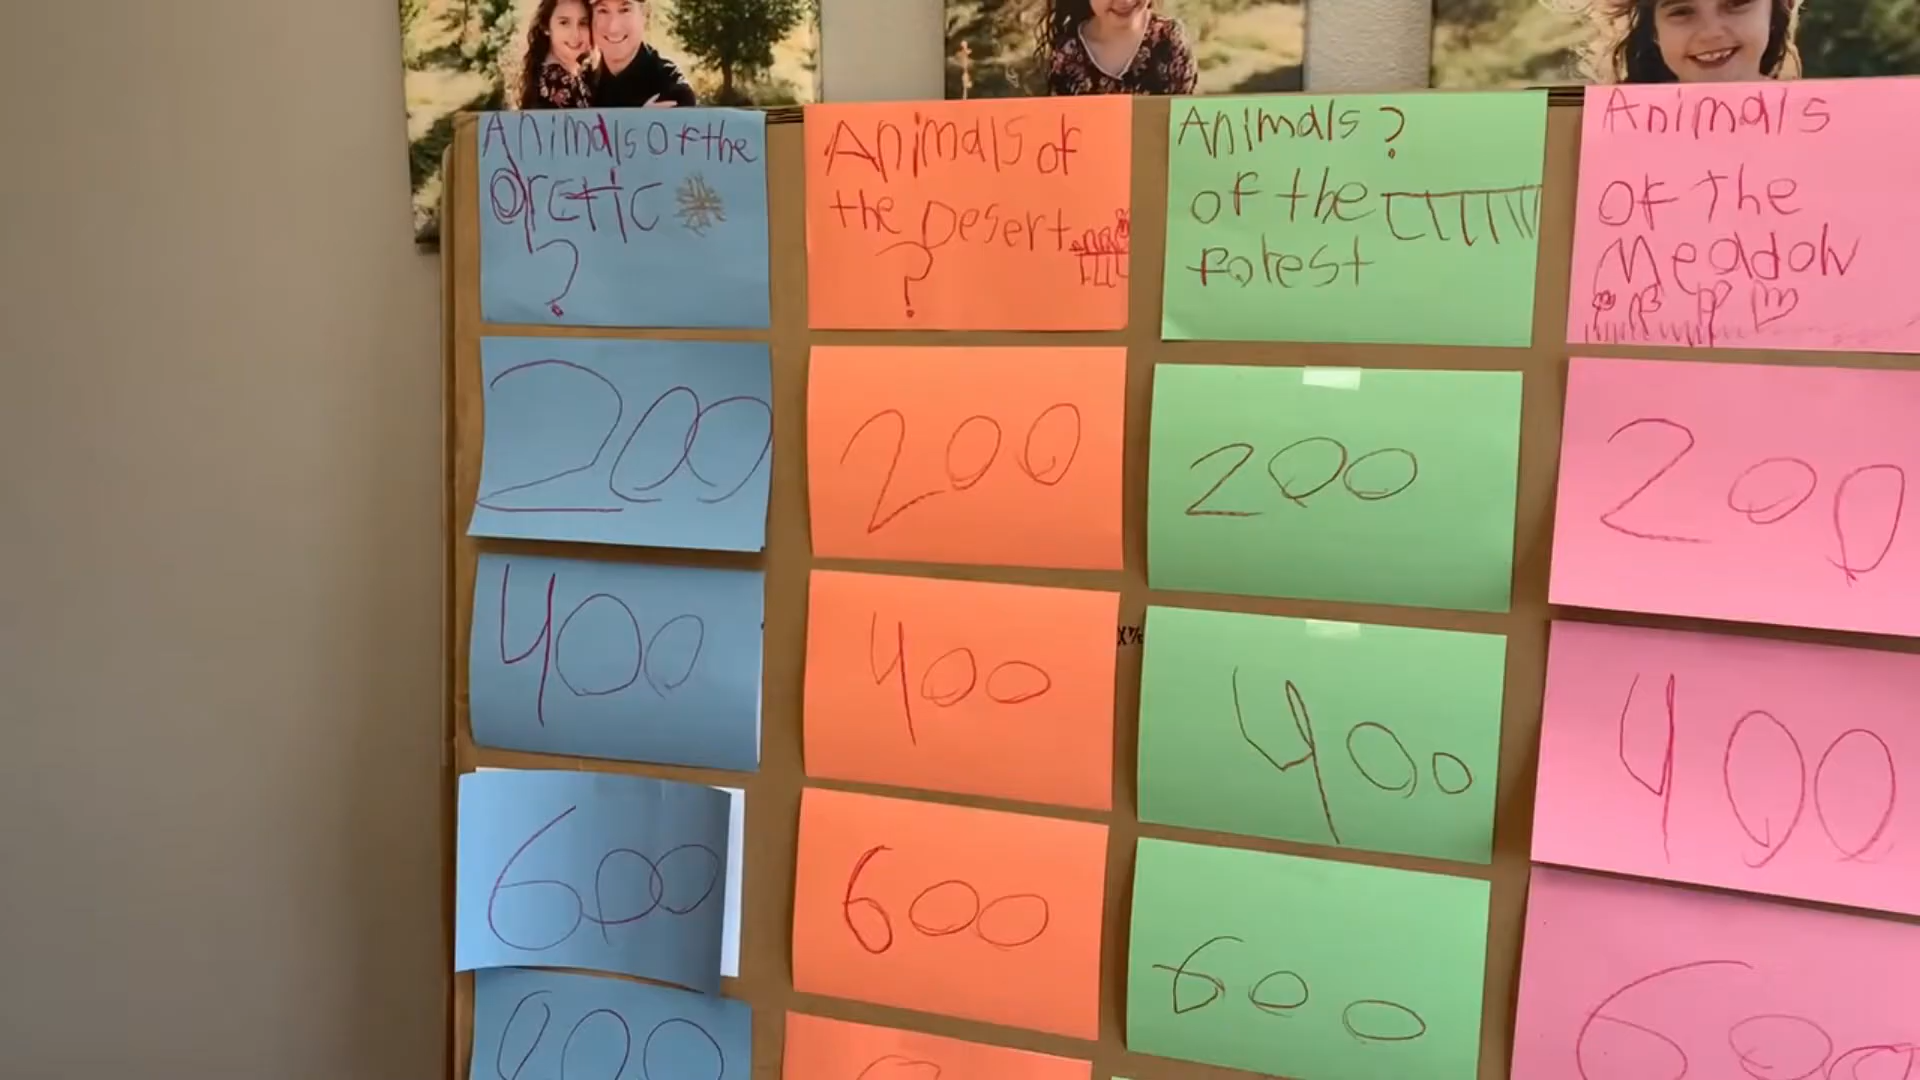 Animals of the
arctic
?
Animals of
the Desert
?
Animals ?
of the
forest
Animals
of the
Meadow
200
200
200
200
400
400
400
400
600
600
600
600